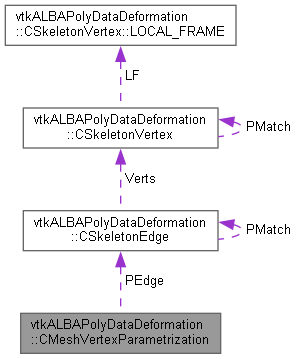 vtkALBAPolyDataDeformation
::CSkeletonVertex::LOCAL_FRAME
LF
vtkALBAPolyDataDeformation
::CSkeletonVertex
PMatch
Verts
vtkALBAPolyDataDeformation
::CSkeletonEdge
PMatch
PEdge
vtkALBAPolyDataDeformation
::CMeshVertexParametrization